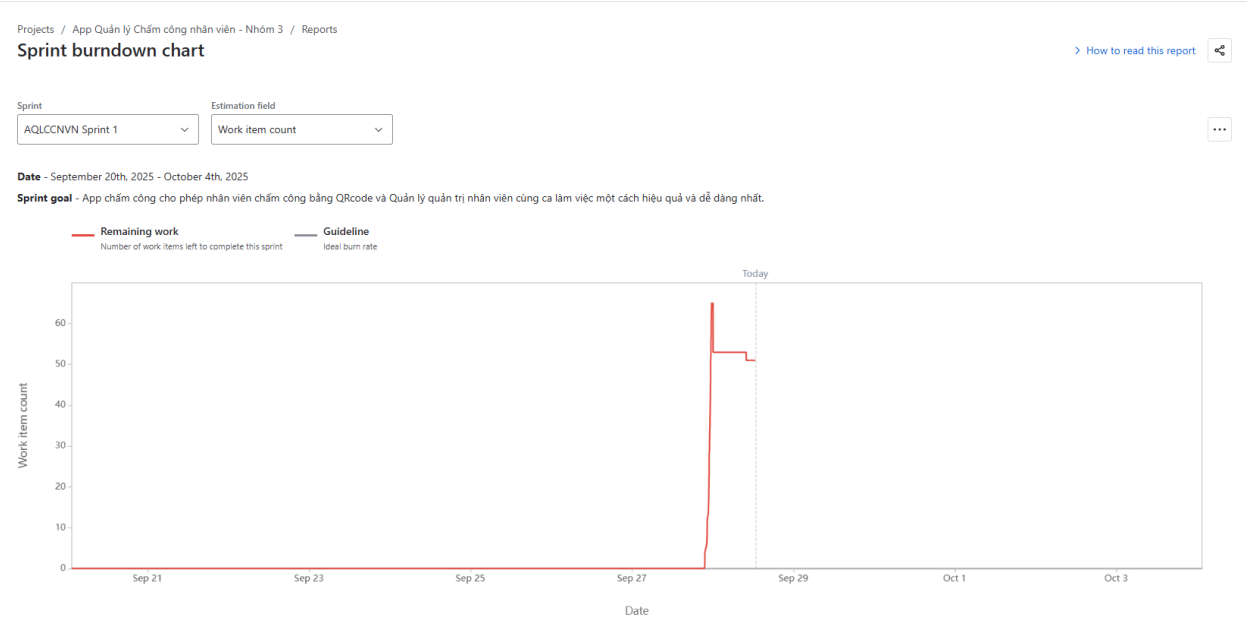 Projects / App Quản lý Chấm công nhân viên - Nhóm 3 / Reports
Sprint burndown chart
How to read this report
Sprint
Estimation field
AQLCCNVN Sprint 1
Work item count
Date - September 20th, 2025 - October 4th, 2025
Sprint goal - App chấm công cho phép nhân viên chấm công bằng QRcode và Quản lý quản trị nhân viên cùng ca làm việc một cách hiệu quả và dễ dàng nhất.
Remaining work
Number of work items left to complete this sprint
Guideline
Ideal burn rate
Today
60
50
40
30
20
10
0
Work item count
Sep 21
Sep 23
Sep 25
Sep 27
Sep 29
Oct 1
Oct 3
Date